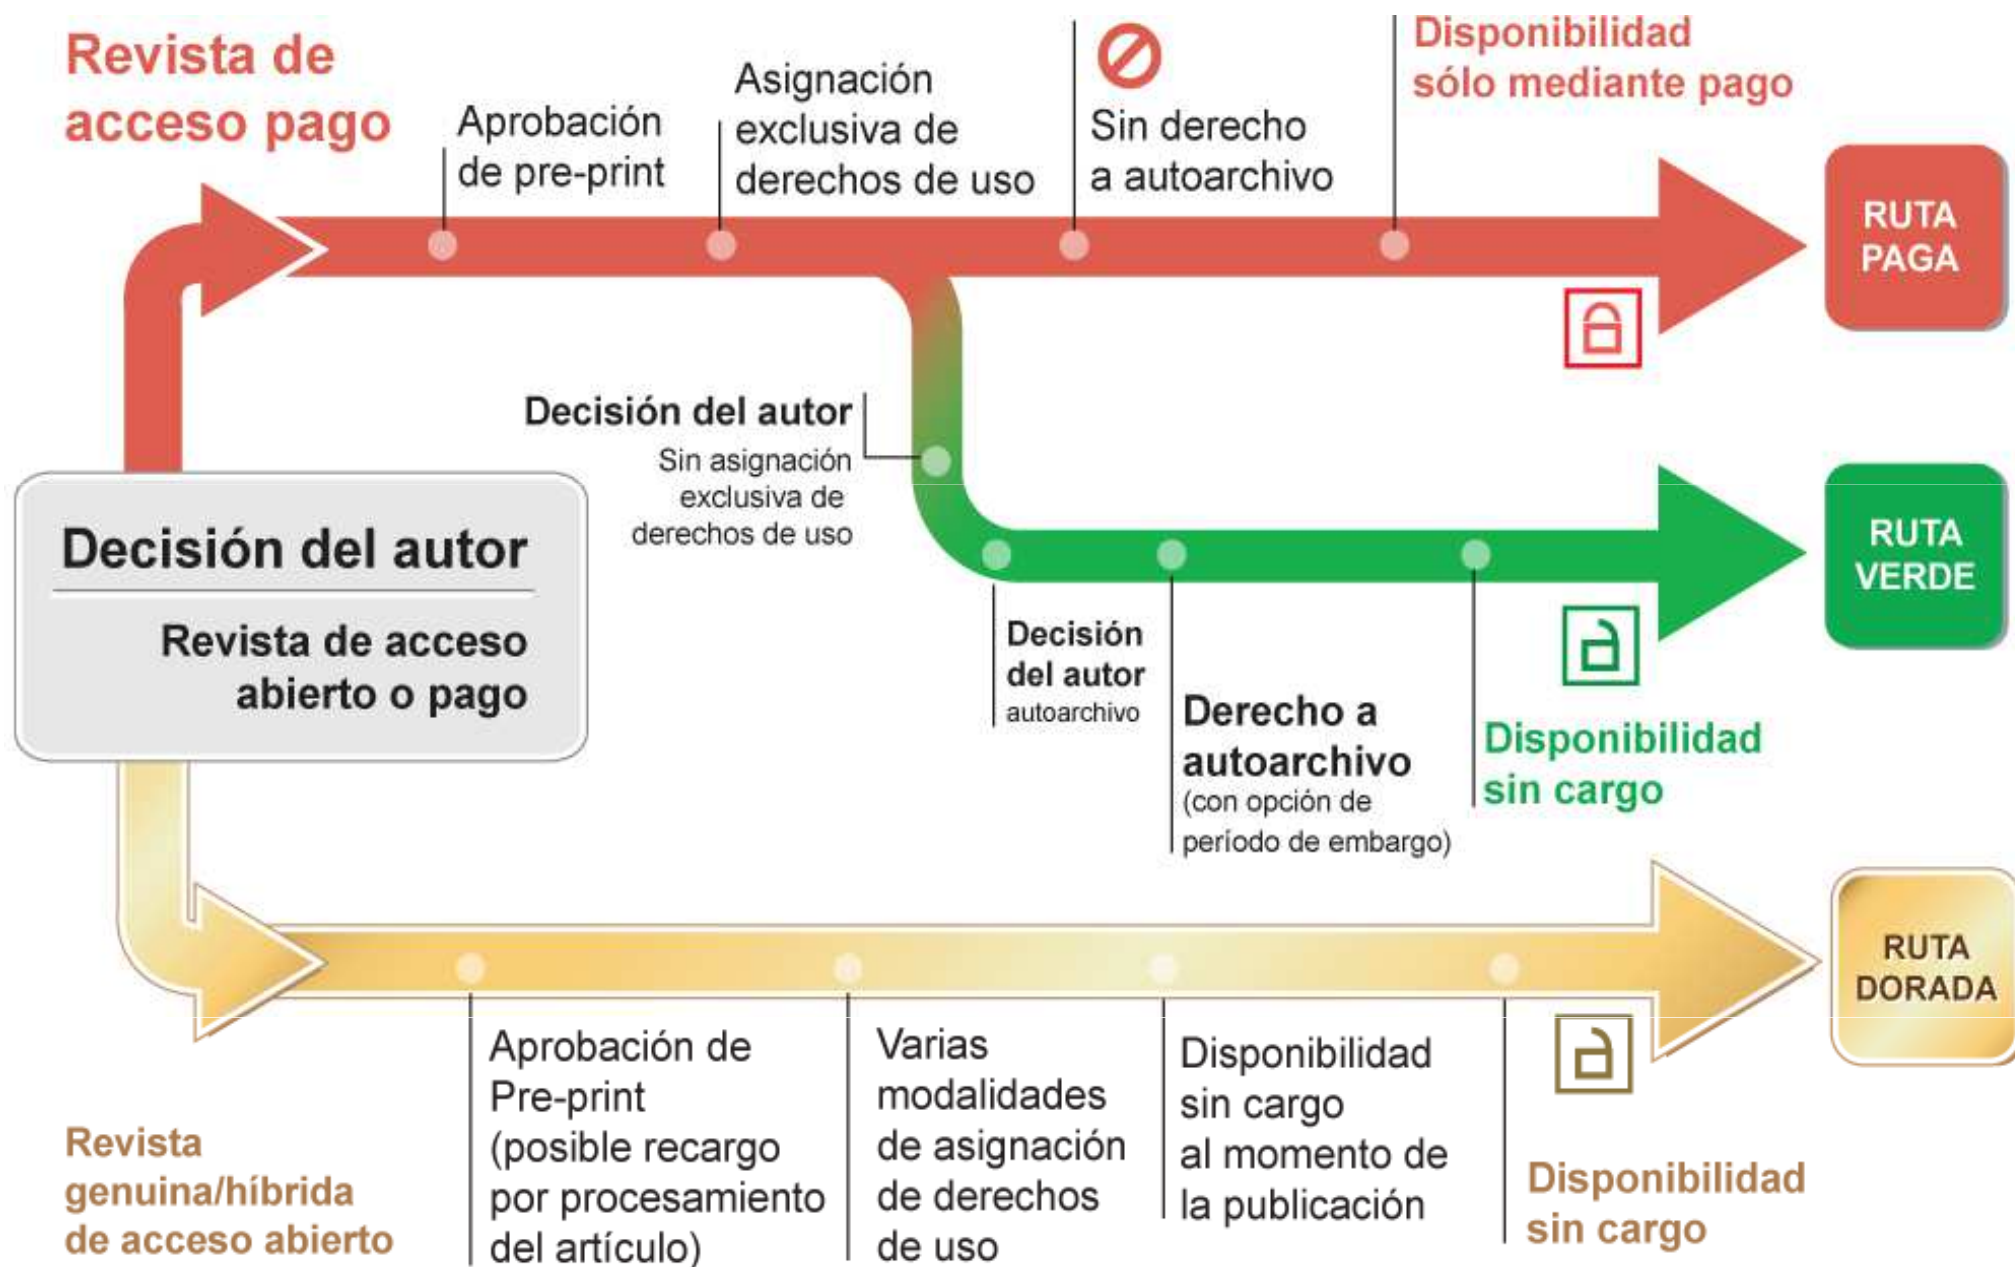 Revista de
acceso pago
Aprobación
de pre-print
Asignación
exclusiva de
derechos de uso
Sin derecho
a autoarchivo
Disponibilidad
sólo mediante pago
RUTA
PAGA
Decisión del autor
Sin asignación
exclusiva de
derechos de uso
Decisión del autor
Revista de acceso
abierto o pago
Decisión
del autor
autoarchivo
Derecho a
autoarchivo
(con opción de
período de embargo)
Disponibilidad
sin cargo
RUTA
VERDE
Revista
genuina/híbrida
de acceso abierto
Aprobación de
Pre-print
(posible recargo
por procesamiento
del artículo)
Varias
modalidades
de asignación
de derechos
de uso
Disponibilidad
sin cargo
al momento de
la publicación
Disponibilidad
sin cargo
RUTA
DORADA